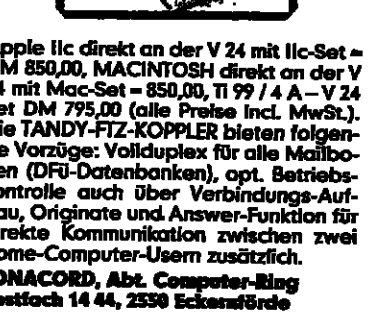 pple IIc direkt an der V 24 mit IIc-Set =
M 850,00, MACINTOSH direkt an der V
4 mit Mac-Set = 850,00, TI 99 / 4 A – V 24
et DM 795,00 (alle Preise incl. MwSt.).
ie TANDY-FTZ-KOPPLER bieten folgen-
e Vorzüge: Vollduplex für alle Mailbo-
en (DFÜ-Datenbanken), opt. Betriebs-
ontrolle auch über Verbindungs-Auf-
au, Originate und Answer-Funktion für
irekte Kommunikation zwischen zwei
ome-Computer-Usern zusätzlich.
ONACORD, Abt. Computer-Ring
ostfach 14 44, 2330 Eckernförde